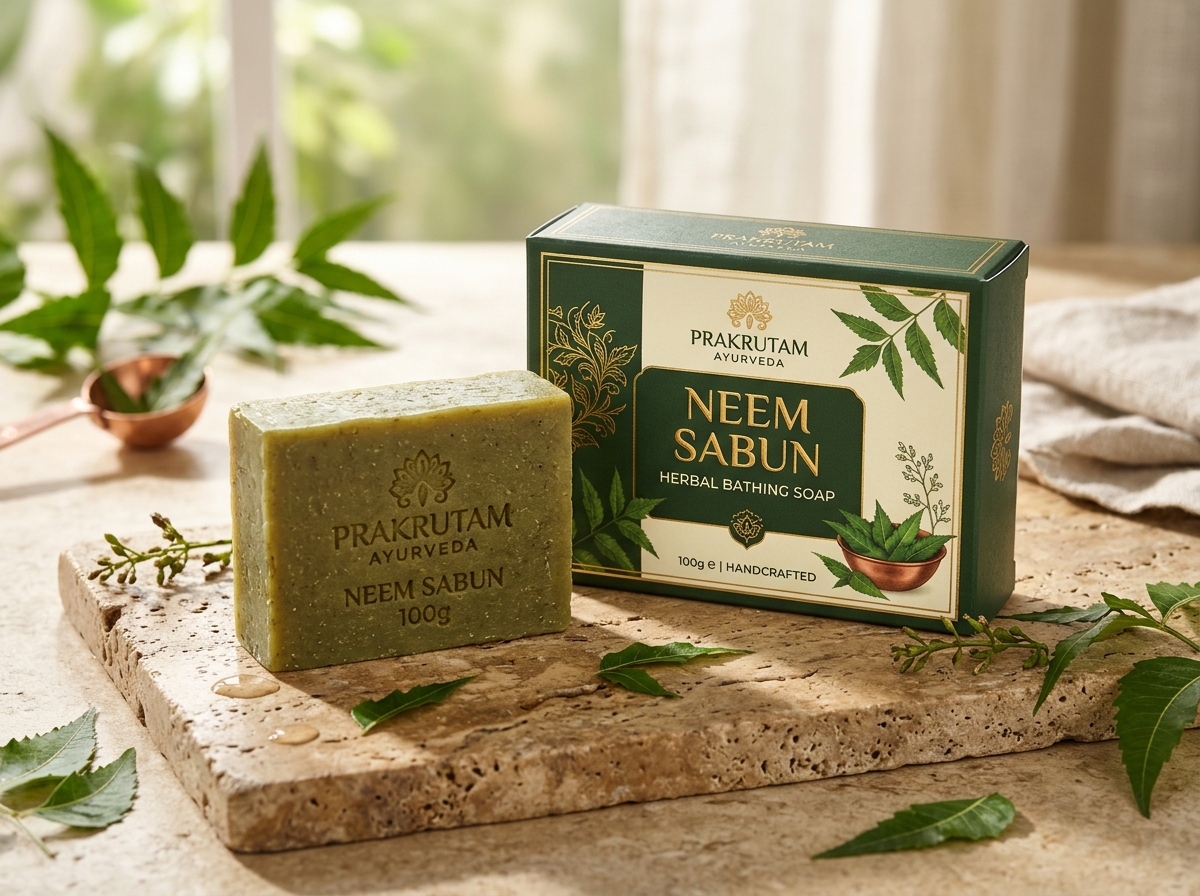 PRAKRUTAM
PRAKRUTAM
AYURVEDA
NEEM
SABUN
HERBAL BATHING SOAP
100g e | HANDCRAFTED
PRAKRUTAM
AYURVEDA
NEEM SABUN
100g